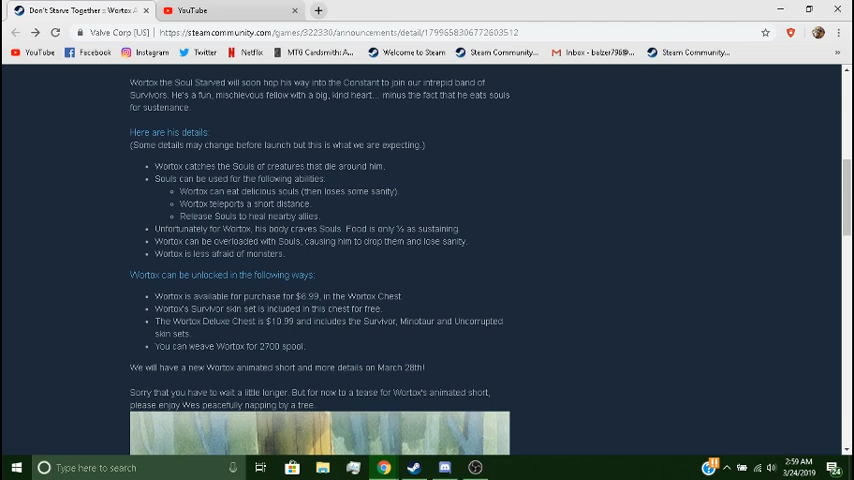 Don't Starve Together :: Wortox A
YouTube
Valve Corp [US]
https://steamcommunity.com/games/322330/announcements/detail/1799658306772603512
YouTube
Facebook
Instagram
Twitter
Netflix
MTG Cardsmith: A...
Welcome to Steam
Steam Community...
Inbox - balzer796@...
Steam Community...
Wortox the Soul Starved will soon hop his way into the Constant to join our intrepid band of
Survivors. He's a fun, mischievous fellow with a big, kind heart... minus the fact that he eats souls
for sustenance.
Here are his details:
(Some details may change before launch but this is what we are expecting.)
Wortox catches the Souls of creatures that die around him.
Souls can be used for the following abilities:
Wortox can eat delicious souls (then loses some sanity).
Wortox teleports a short distance.
Release Souls to heal nearby allies.
Unfortunately for Wortox, his body craves Souls. Food is only ½ as sustaining.
Wortox can be overloaded with Souls, causing him to drop them and lose sanity.
Wortox is less afraid of monsters.
Wortox can be unlocked in the following ways:
Wortox is available for purchase for $6.99, in the Wortox Chest.
Wortox's Survivor skin set is included in this chest for free.
The Wortox Deluxe Chest is $10.99 and includes the Survivor, Minotaur and Uncorrupted
skin sets.
You can weave Wortox for 2700 spool.
We will have a new Wortox animated short and more details on March 28th!
Sorry that you have to wait a little longer. But for now to a tease for Wortox's animated short,
please enjoy Wes peacefully napping by a tree.
Type here to search
2:59 AM
3/24/2019
24